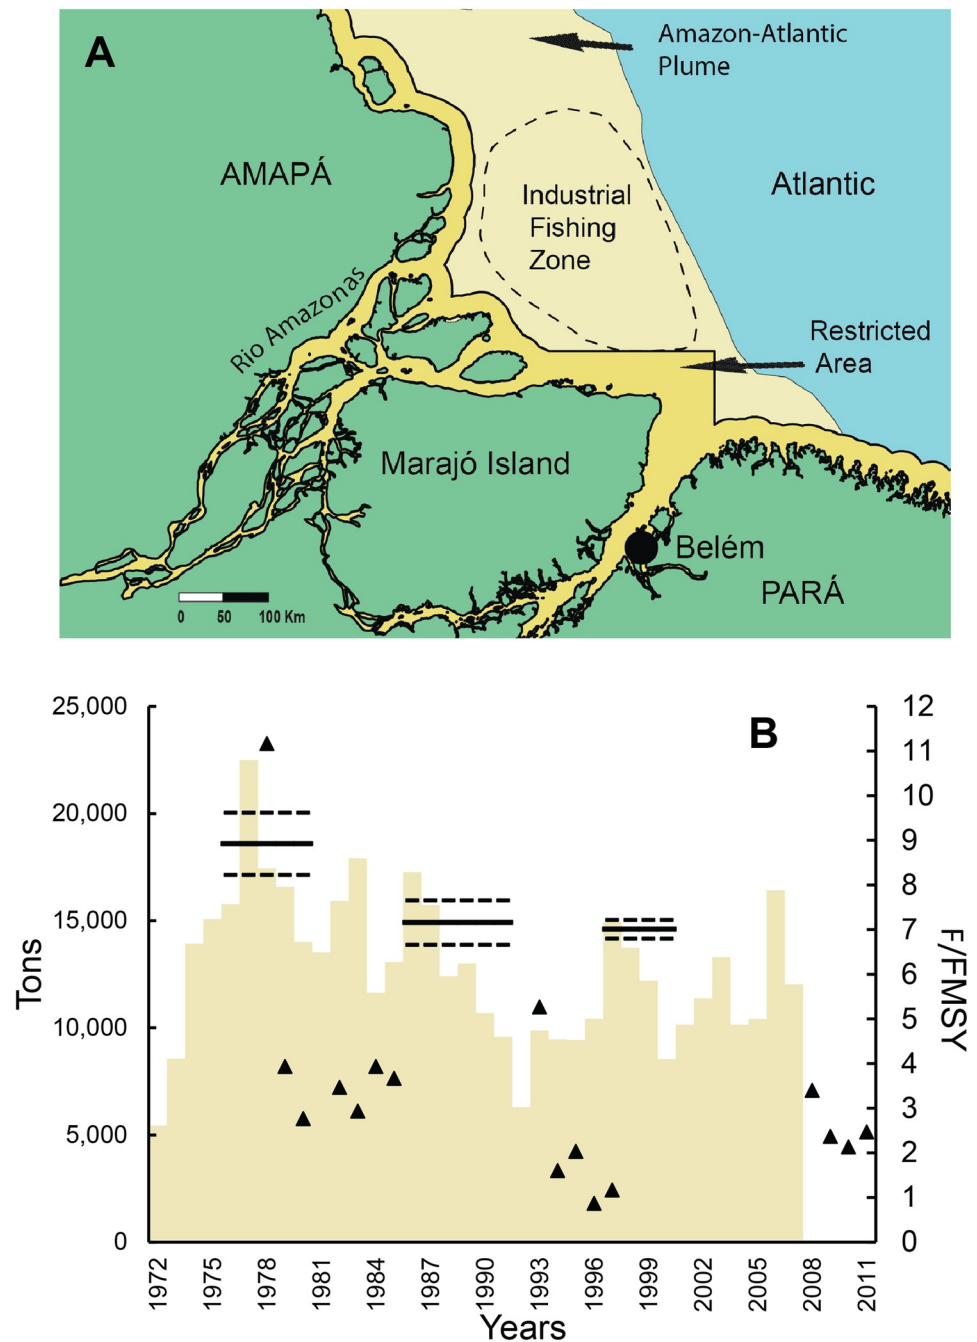 A
Amazon-Atlantic
Plume
AMAPÁ
Industrial
Fishing
Zone
Atlantic
Rio Amazonas
Restricted
Area
Marajó Island
Belém
PARÁ
0 50 100 Km
B
25,000
20,000
15,000
10,000
5,000
0
Tons
12
11
10
9
8
7
6
5
4
3
2
1
0
F/FMSY
1972 1975 1978 1981 1984 1987 1990 1993 1996 1999 2002 2005 2008 2011
Years